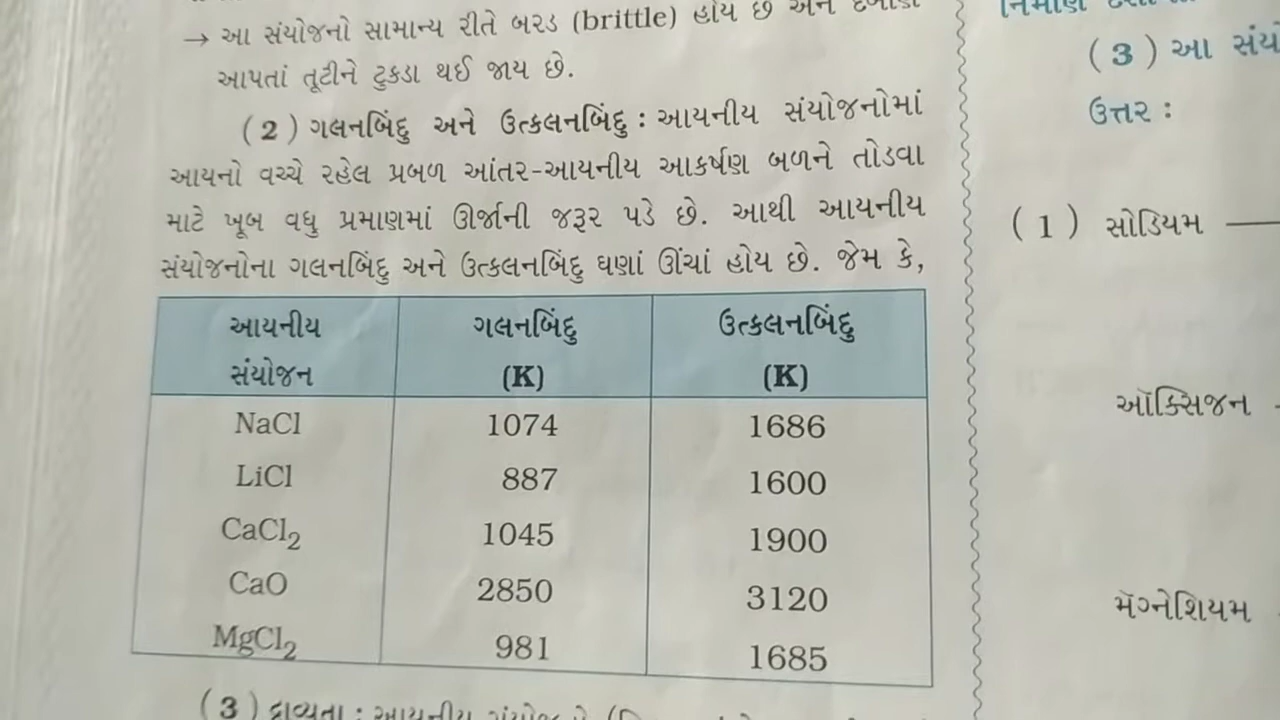 → આ સંયોજનો સામાન્ય રીતે બરડ (brittle) હોય છે અને
આપતાં તૂટીને ટુકડા થઈ જાય છે.
(2) ગલનબિંદુ અને ઉત્કલનબિંદુ : આયનીય સંયોજનોમાં
આયનો વચ્ચે રહેલ પ્રબળ આંતર-આયનીય આકર્ષણ બળને તોડવા
માટે ખૂબ વધુ પ્રમાણમાં ઊર્જાની જરૂર પડે છે. આથી આયનીય
સંયોજનોના ગલનબિંદુ અને ઉત્કલનબિંદુ ઘણાં ઊંચાં હોય છે. જેમ કે,
આયનીય સંયોજન ગલનબિંદુ (K) ઉત્કલનબિંદુ (K)
NaCl 1074 1686
LiCl 887 1600
CaCl₂ 1045 1900
CaO 2850 3120
MgCl₂ 981 1685
(3) દ્રાવ્યતા : આયનીય
નિર્માણ
(3) આ સંયો
ઉત્તર :
(1) સોડિયમ
ઑક્સિજન
મૅગ્નેશિયમ